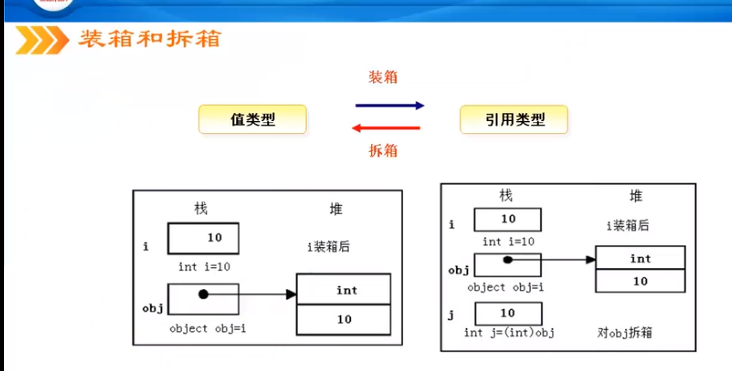 装箱和拆箱
装箱
值类型
引用类型
拆箱
栈
堆
i
10
i装箱后
int i=10
obj
int
10
object obj=i
栈
堆
i
10
i装箱后
int i=10
obj
int
10
object obj=i
j
10
int j=(int)obj
对obj拆箱